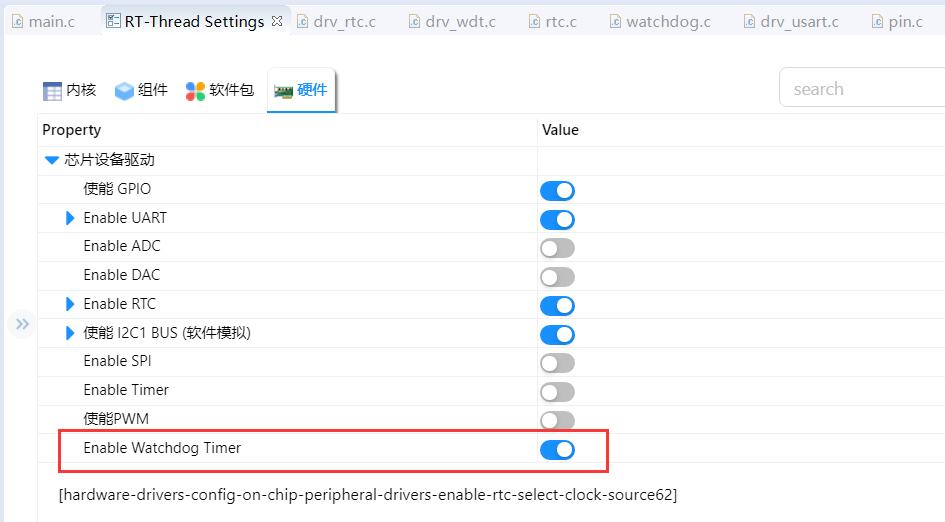 main.c RT-Thread Settings drv_rtc.c drv_wdt.c rtc.c watchdog.c drv_usart.c pin.c
内核 组件 软件包 硬件 search
Property Value
芯片设备驱动
使能 GPIO
Enable UART
Enable ADC
Enable DAC
Enable RTC
使能 I2C1 BUS (软件模拟)
Enable SPI
Enable Timer
使能PWM
Enable Watchdog Timer
[hardware-drivers-config-on-chip-peripheral-drivers-enable-rtc-select-clock-source62]